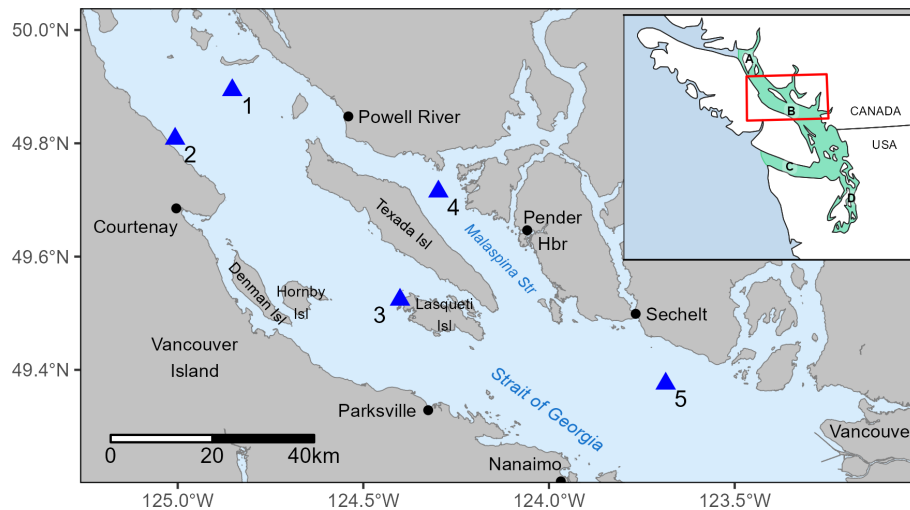 50.0°N
49.8°N
49.6°N
49.4°N
1
2
Powell River
4
Texada Isl
Malaspina Str
Pender
Hbr
Courtenay
Denman Isl
Hornby
Isl
3
Lasqueti
Isl
Sechelt
Vancouver
Island
5
Strait of Georgia
Parksville
Vancouve
Nanaimo
0
20
40km
A
B
CANADA
USA
C
D
125.0°W
124.5°W
124.0°W
123.5°W